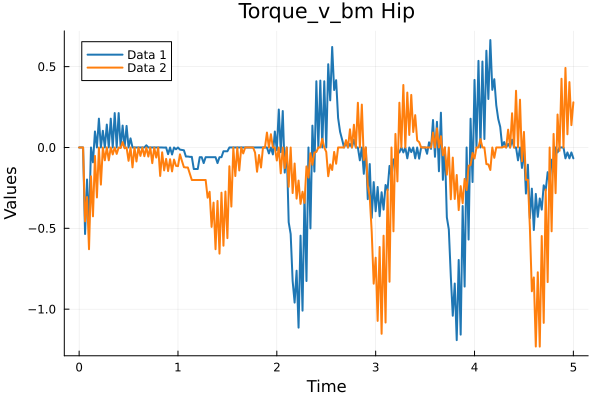 Torque_v_bm Hip
Data 1
Data 2
Values
0.5
0.0
−0.5
−1.0
0 1 2 3 4 5
Time